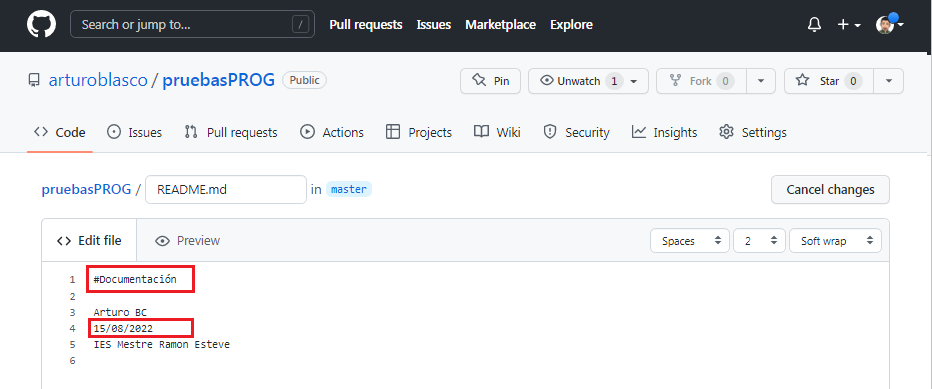 Search or jump to... / Pull requests Issues Marketplace Explore
arturoblasco / pruebasPROG Public Pin Unwatch 1 Fork 0 Star 0
Code Issues Pull requests Actions Projects Wiki Security Insights Settings
pruebasPROG / README.md in master Cancel changes
<> Edit file Preview Spaces 2 Soft wrap
1 #Documentación
2
3 Arturo BC
4 15/08/2022
5 IES Mestre Ramon Esteve
6